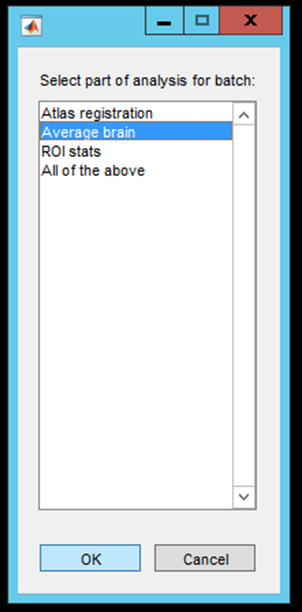 Select part of analysis for batch:
Atlas registration
Average brain
ROI stats
All of the above
OK
Cancel